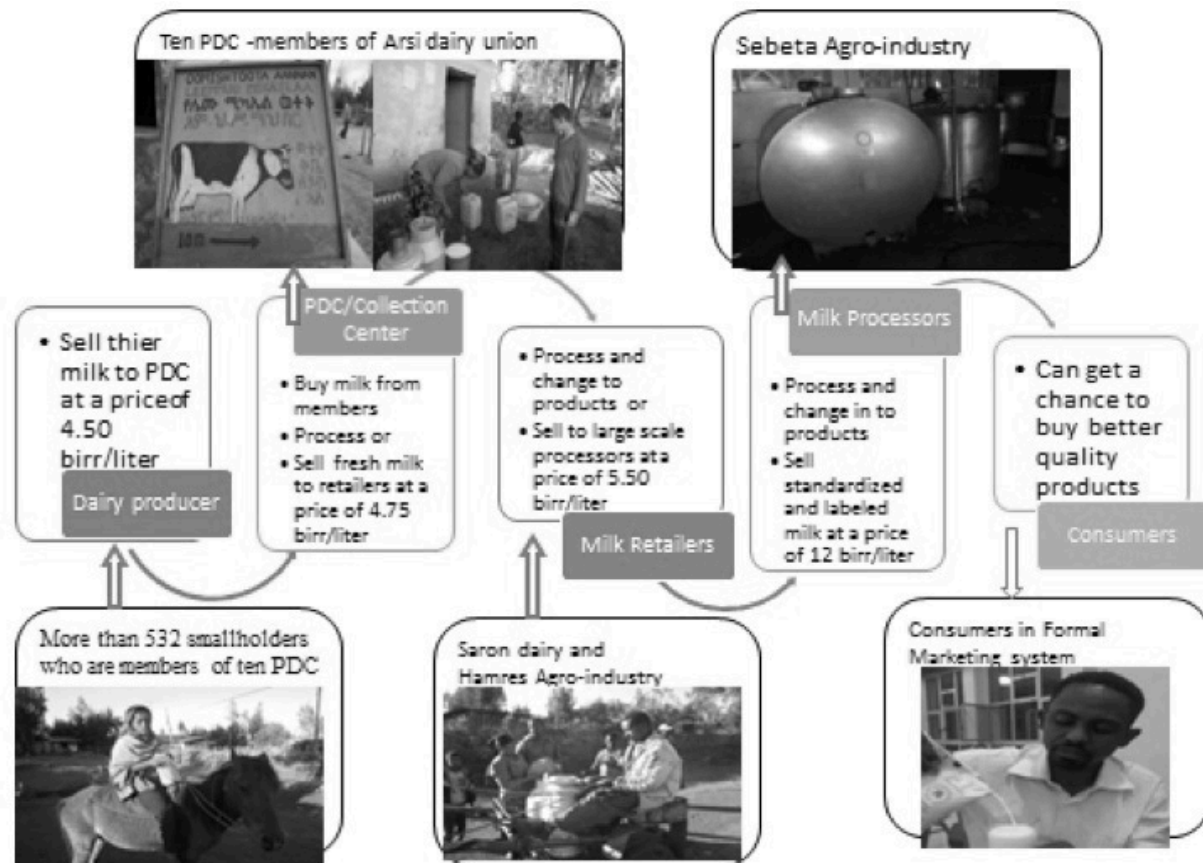 Ten PDC -members of Arsi dairy union
AANNAN
ሚካኤል ወተት
Sebeta Agro-industry
• Sell thier
milk to PDC
at a priceof
4.50
birr/liter
Dairy producer
PDC/Collection
Center
• Buy milk from
members
• Process or
• Sell fresh milk
to retailers at a
price of 4.75
birr/liter
• Process and
change to
products or
• Sell to large scale
processors at a
price of 5.50
birr/liter
Milk Retailers
Milk Processors
• Process and
change in to
products
• Sell
standardized
and labeled
milk at a price
of 12 birr/liter
• Can get a
chance to
buy better
quality
products
Consumers
More than 532 smallholders
who are members of ten PDC
Saron dairy and
Hamres Agro-industry
Consumers in Formal
Marketing system